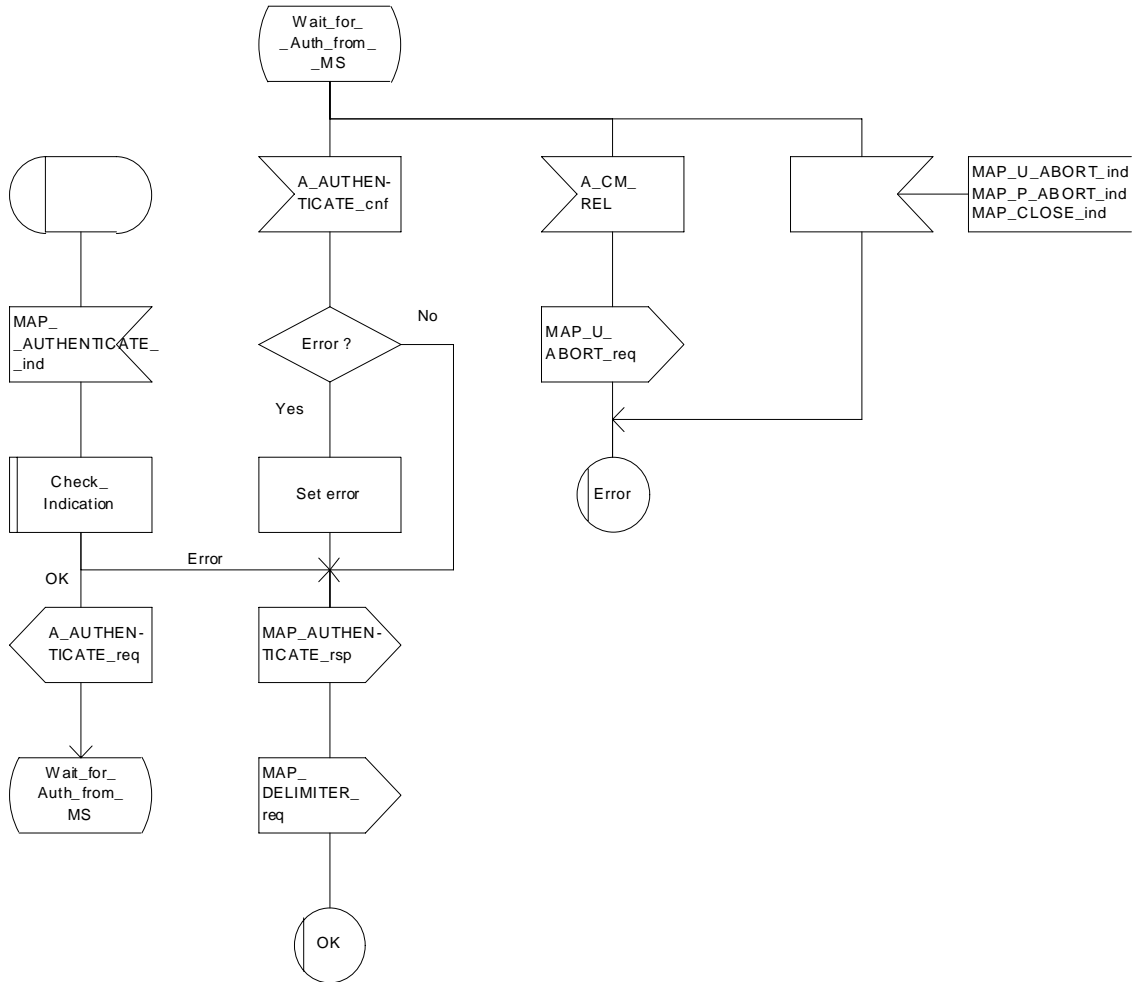 Wait_for_
_Auth_from_
_MS
A_AUTHEN-
TICATE_cnf
A_CM_
REL
MAP_U_ABORT_ind
MAP_P_ABORT_ind
MAP_CLOSE_ind
MAP_
_AUTHENTICATE_
_ind
Error ?
No
Yes
MAP_U_
ABORT_req
Check_
Indication
Set error
Error
Error
OK
A_AUTHEN-
TICATE_req
MAP_AUTHEN-
TICATE_rsp
Wait_for_
Auth_from_
MS
MAP_
DELIMITER_
req
OK